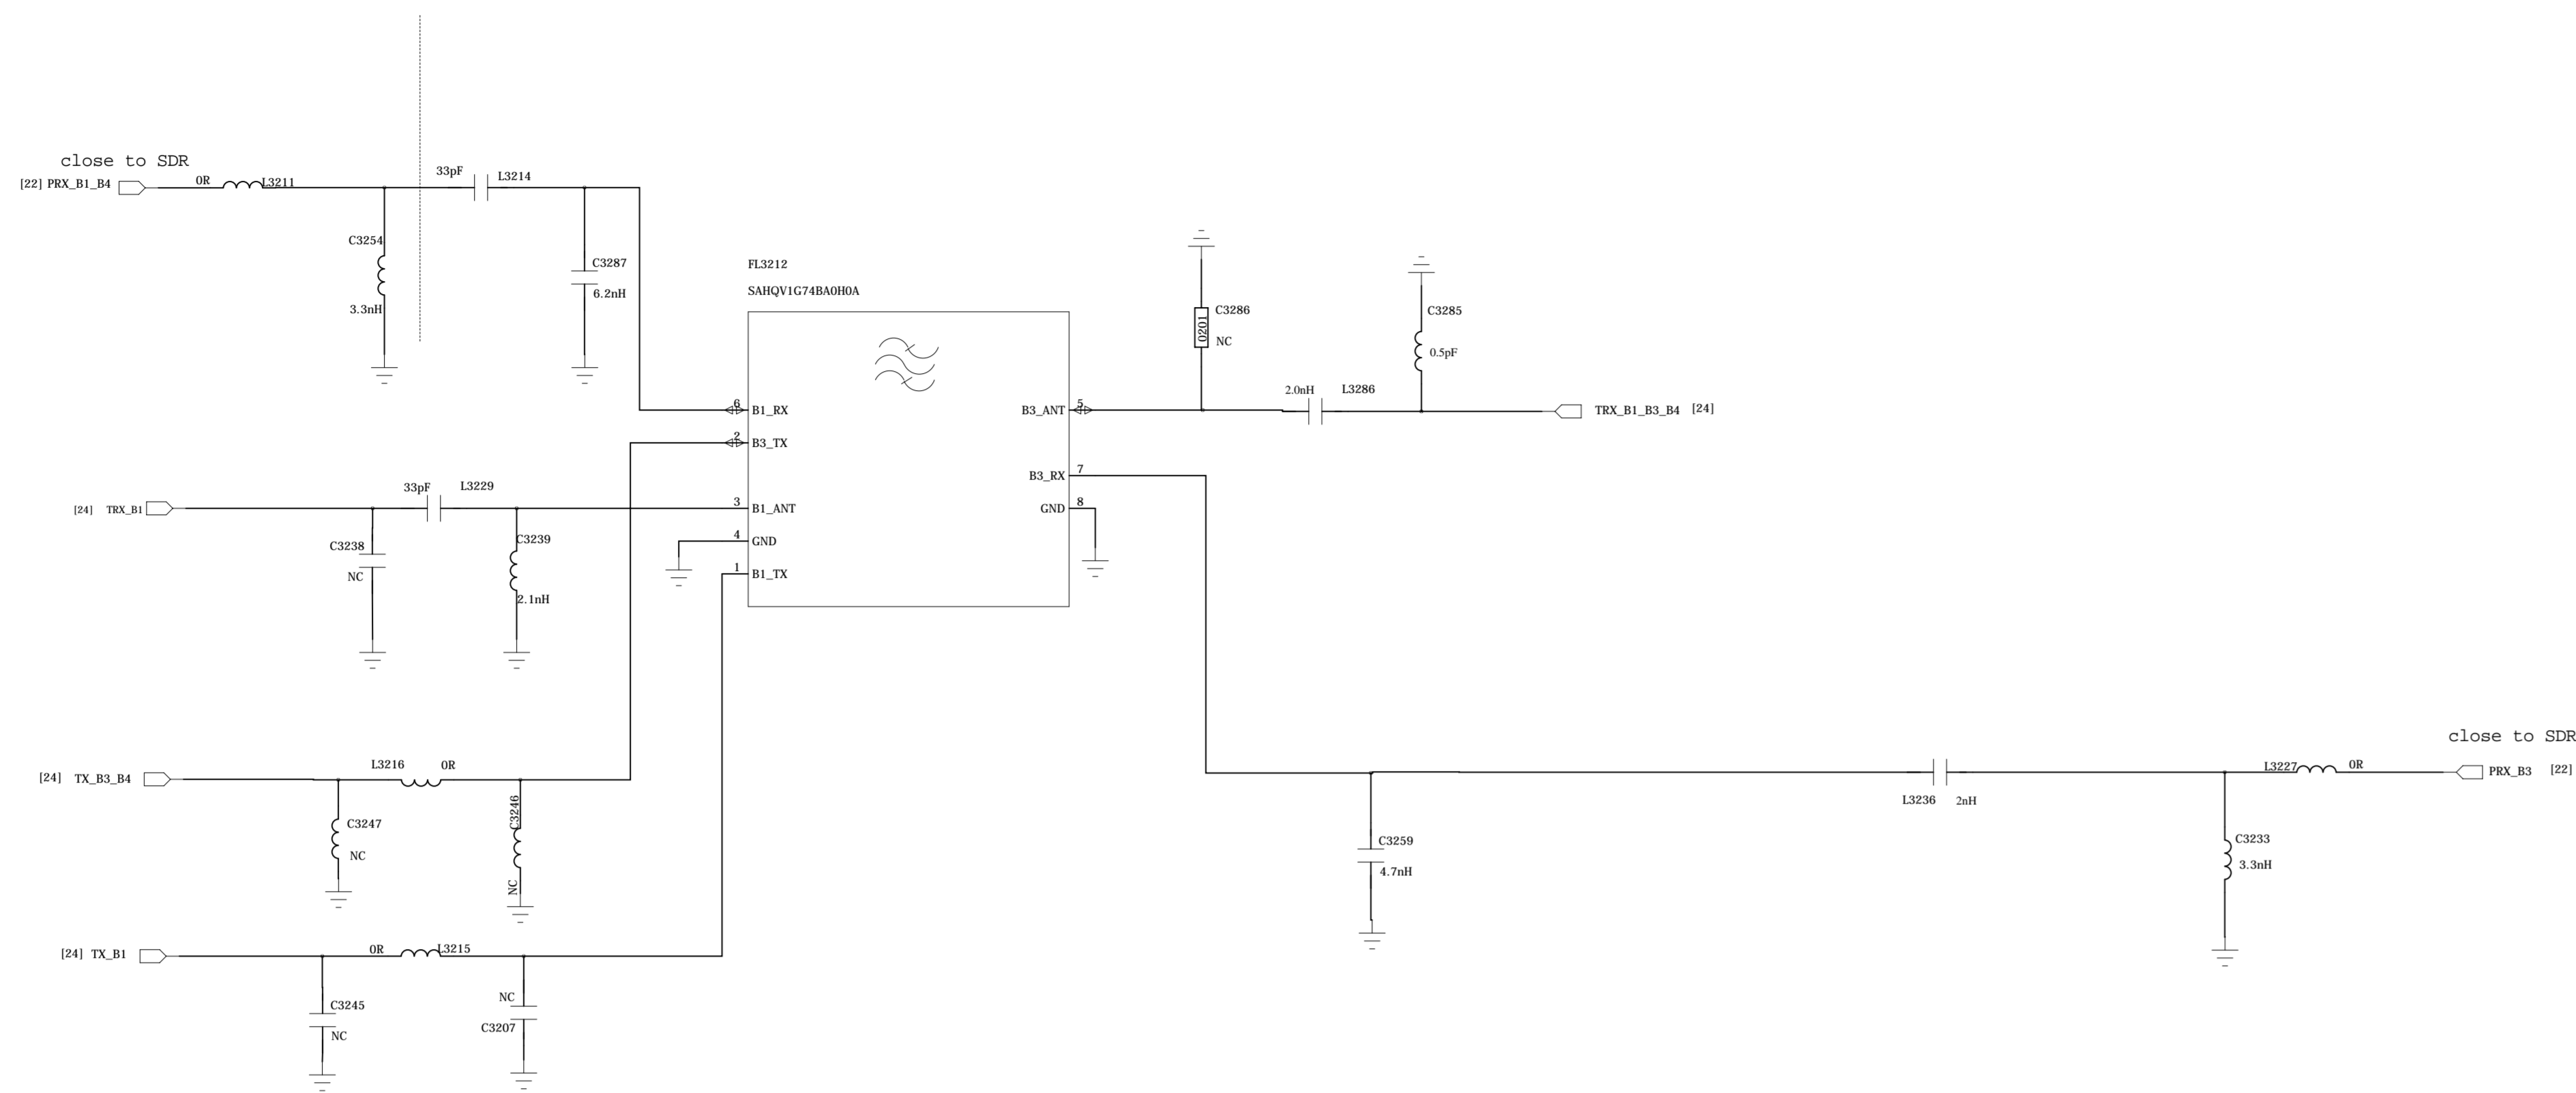 close to SDR
[22] PRX_B1_B4
0R
L3211
33pF
L3214
C3254
3.3nH
C3287
6.2nH
FL3212
SAHQV1G74BA0H0A
C3286
0201
NC
C3285
0.5pF
2.0nH
L3286
6
B1_RX
B3_ANT
5
TRX_B1_B3_B4 [24]
2
B3_TX
B3_RX
7
33pF
L3229
[24] TRX_B1
3
B1_ANT
GND
8
C3238
NC
C3239
2.1nH
4
GND
1
B1_TX
close to SDR
[24] TX_B3_B4
L3216
0R
L3227
0R
PRX_B3 [22]
L3236
2nH
C3247
NC
C3246
NC
C3259
4.7nH
C3233
3.3nH
[24] TX_B1
0R
L3215
C3245
NC
NC
C3207